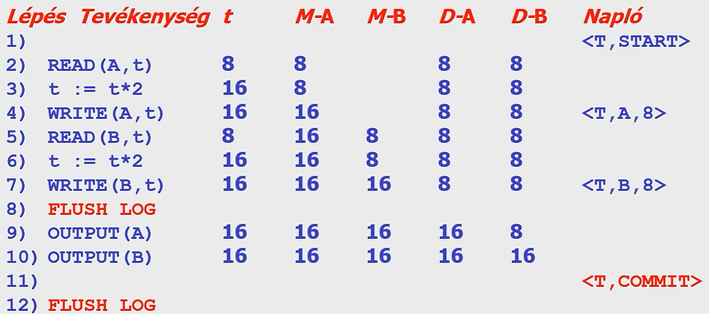 Lépés Tevékenység t M-A M-B D-A D-B Napló
1) <T,START>
2) READ(A,t) 8 8 8 8
3) t := t*2 16 8 8 8
4) WRITE(A,t) 16 16 8 8 <T,A,8>
5) READ(B,t) 8 16 8 8 8
6) t := t*2 16 16 8 8 8
7) WRITE(B,t) 16 16 16 8 8 <T,B,8>
8) FLUSH LOG
9) OUTPUT(A) 16 16 16 16 8
10) OUTPUT(B) 16 16 16 16 16
11) <T,COMMIT>
12) FLUSH LOG